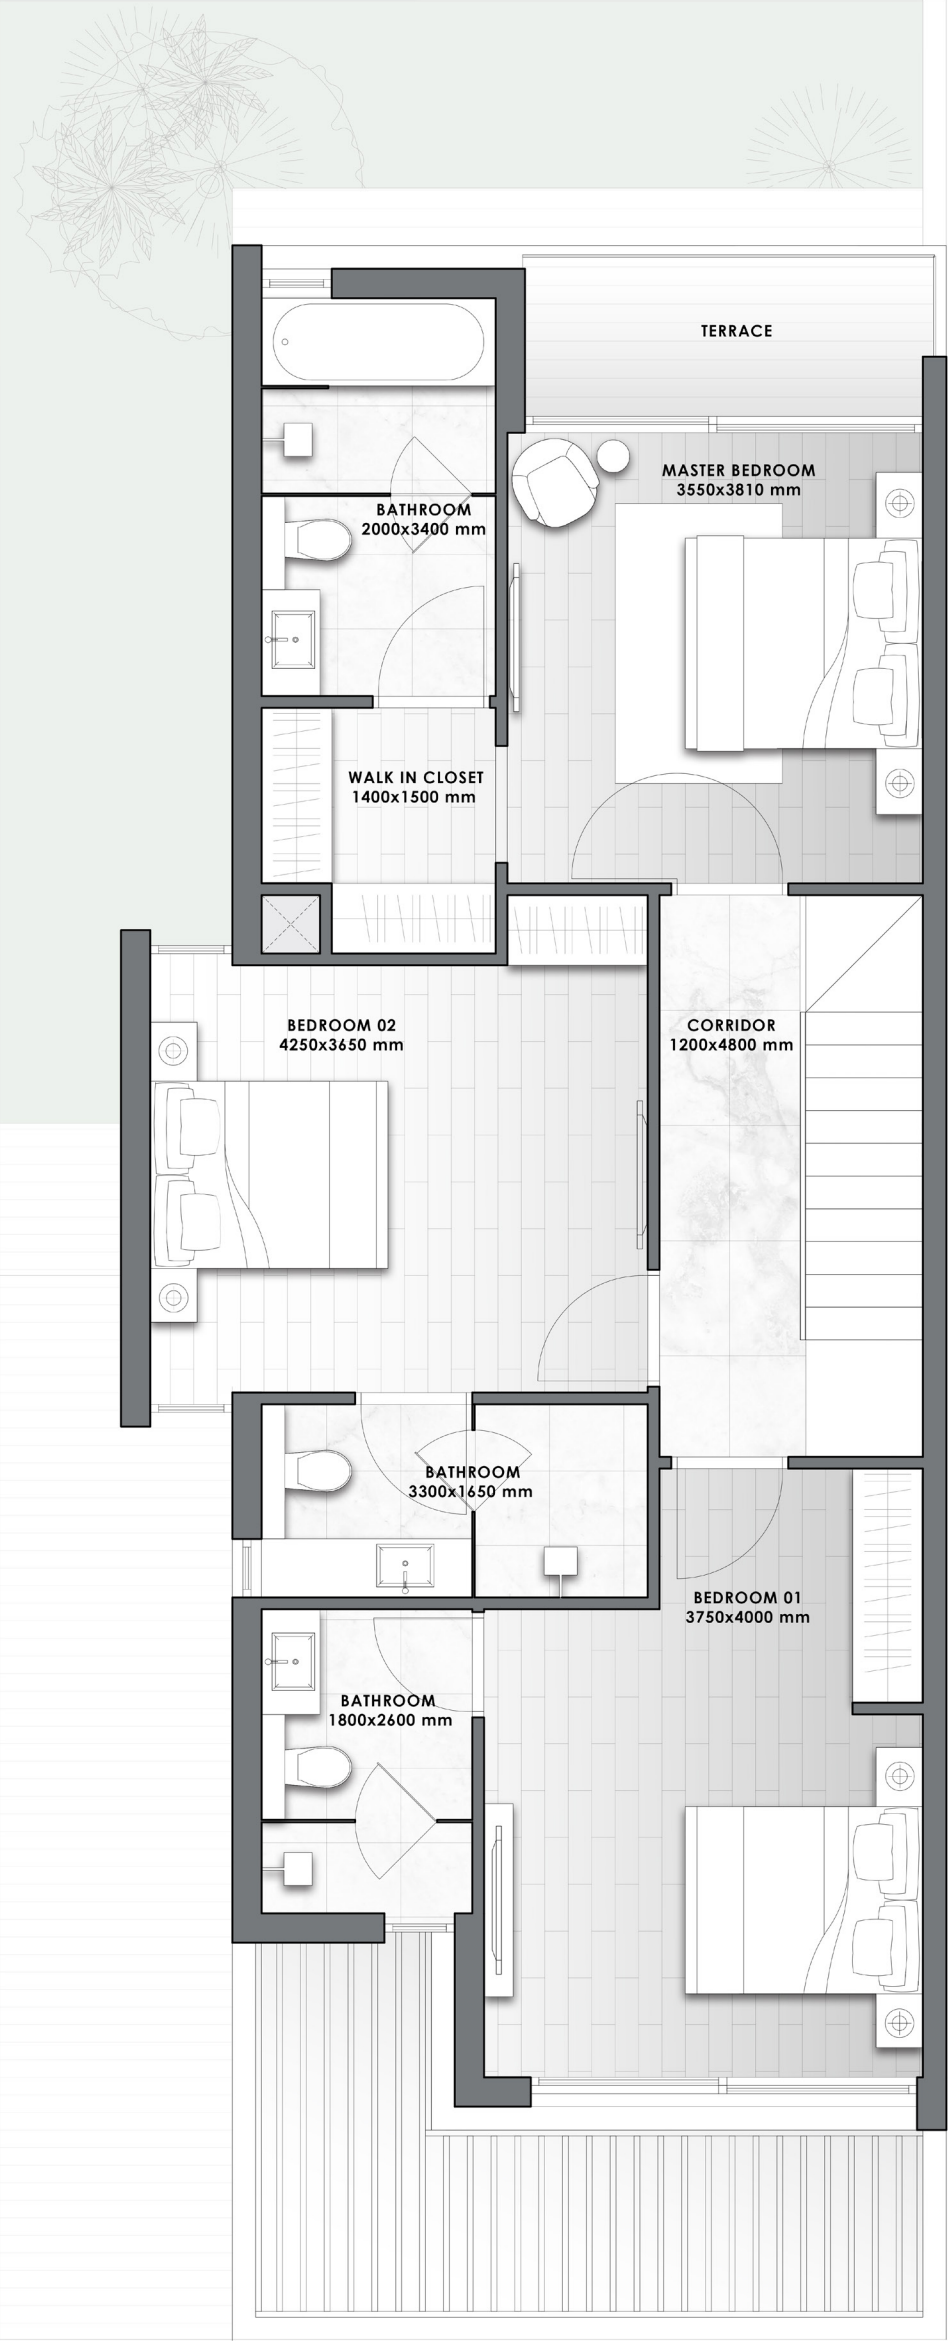 TERRACE
MASTER BEDROOM
3550x3810 mm
BATHROOM
2000x3400 mm
WALK IN CLOSET
1400x1500 mm
BEDROOM 02
4250x3650 mm
CORRIDOR
1200x4800 mm
BATHROOM
3300x1650 mm
BEDROOM 01
3750x4000 mm
BATHROOM
1800x2600 mm